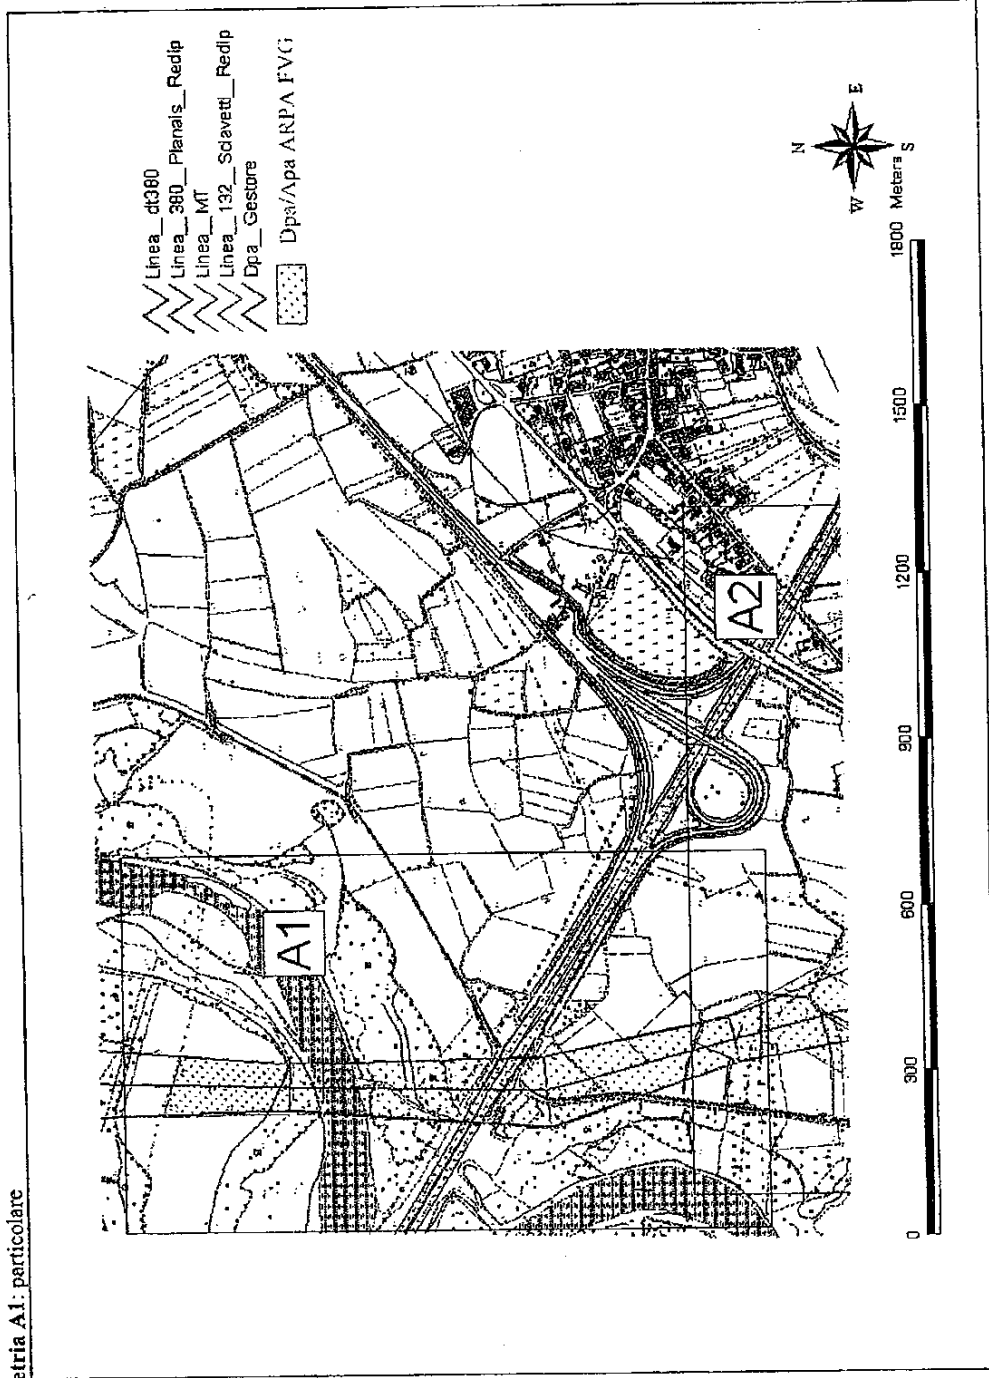 etria A1: particolare
Linea_dt380
Linea_380_Planais_Redip
Linea_MT
Linea_132_Sclavetti_Redip
Dpa_Gestore
Dpa/Apa ARPA FVG
A1
A2
N
W
E
S
0
300
600
900
1200
1500
1800 Meters